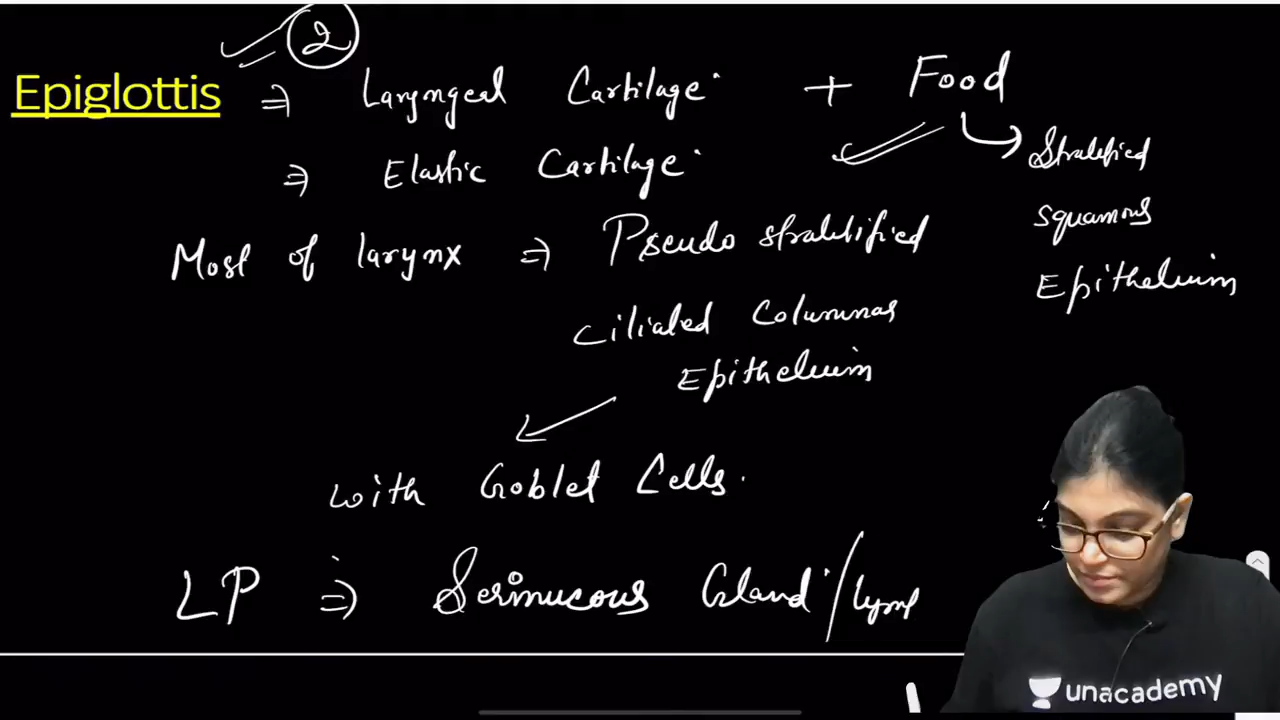 2
Epiglottis ⇒ Laryngeal Cartilage + Food
⇒ Elastic Cartilage
Stratified
squamous
Epithelium
Most of larynx ⇒ Pseudo stratified
Ciliated Columnar
Epithelium
with Goblet Cells.
LP ⇒ Serimucous Gland / lymp
unacademy